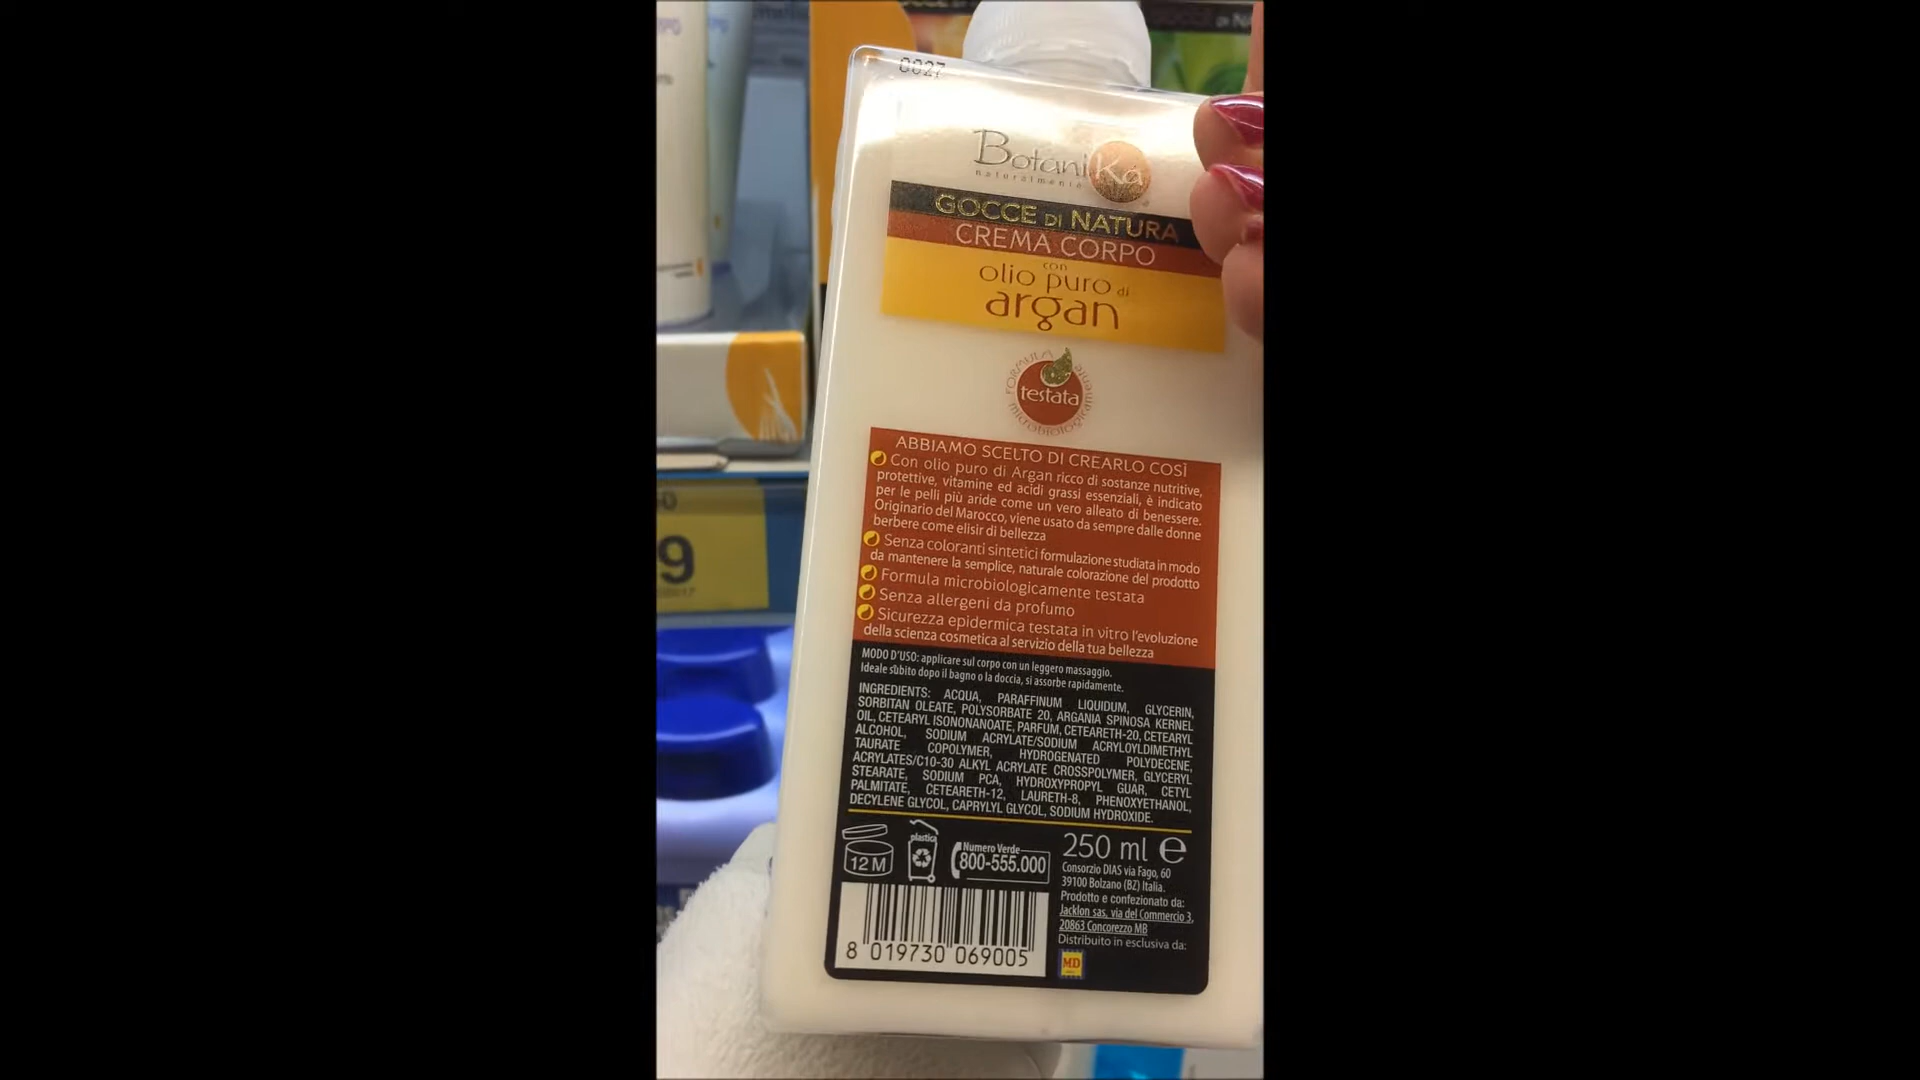 0027
BotaniKa
naturalmente
GOCCE DI NATURA
CREMA CORPO
con
olio puro di
argan
FORMULA
testata
microbiologicamente
ABBIAMO SCELTO DI CREARLO COSÌ
Con olio puro di Argan ricco di sostanze nutritive,
protettive, vitamine ed acidi grassi essenziali, è indicato
per le pelli più aride come un vero alleato di benessere.
Originario del Marocco, viene usato da sempre dalle donne
berbere come elisir di bellezza
Senza coloranti sintetici formulazione studiata in modo
da mantenere la semplice, naturale colorazione del prodotto
Formula microbiologicamente testata
Senza allergeni da profumo
Sicurezza epidermica testata in vitro l'evoluzione
della scienza cosmetica al servizio della tua bellezza
MODO D'USO: applicare sul corpo con un leggero massaggio.
Ideale subito dopo il bagno o la doccia, si assorbe rapidamente.
INGREDIENTS: ACQUA, PARAFFINUM LIQUIDUM, GLYCERIN,
SORBITAN OLEATE, POLYSORBATE 20, ARGANIA SPINOSA KERNEL
OIL, CETEARYL ISONONANOATE, PARFUM, CETEARETH-20, CETEARYL
ALCOHOL, SODIUM ACRYLATE/SODIUM ACRYLOYLDIMETHYL
TAURATE COPOLYMER, HYDROGENATED POLYDECENE,
ACRYLATES/C10-30 ALKYL ACRYLATE CROSSPOLYMER, GLYCERYL
STEARATE, SODIUM PCA, HYDROXYPROPYL GUAR, CETYL
PALMITATE, CETEARETH-12, LAURETH-8, PHENOXYETHANOL,
DECYLENE GLYCOL, CAPRYLYL GLYCOL, SODIUM HYDROXIDE.
12 M
plastica
Numero Verde
800-555.000
250 ml e
Consorzio DIAS via Fago, 60
39100 Bolzano (BZ) Italia.
Prodotto e confezionato da:
Jacklon sas, via del Commercio 3,
20863 Concorezzo MB
Distribuito in esclusiva da:
MD
8 019730 069005
9